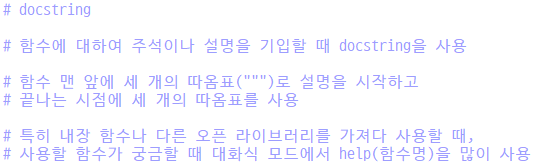 # docstring
# 함수에 대하여 주석이나 설명을 기입할 때 docstring을 사용
# 함수 맨 앞에 세 개의 따옴표(""")로 설명을 시작하고
# 끝나는 시점에 세 개의 따옴표를 사용
# 특히 내장 함수나 다른 오픈 라이브러리를 가져다 사용할 때,
# 사용할 함수가 궁금할 때 대화식 모드에서 help(함수명)을 많이 사용